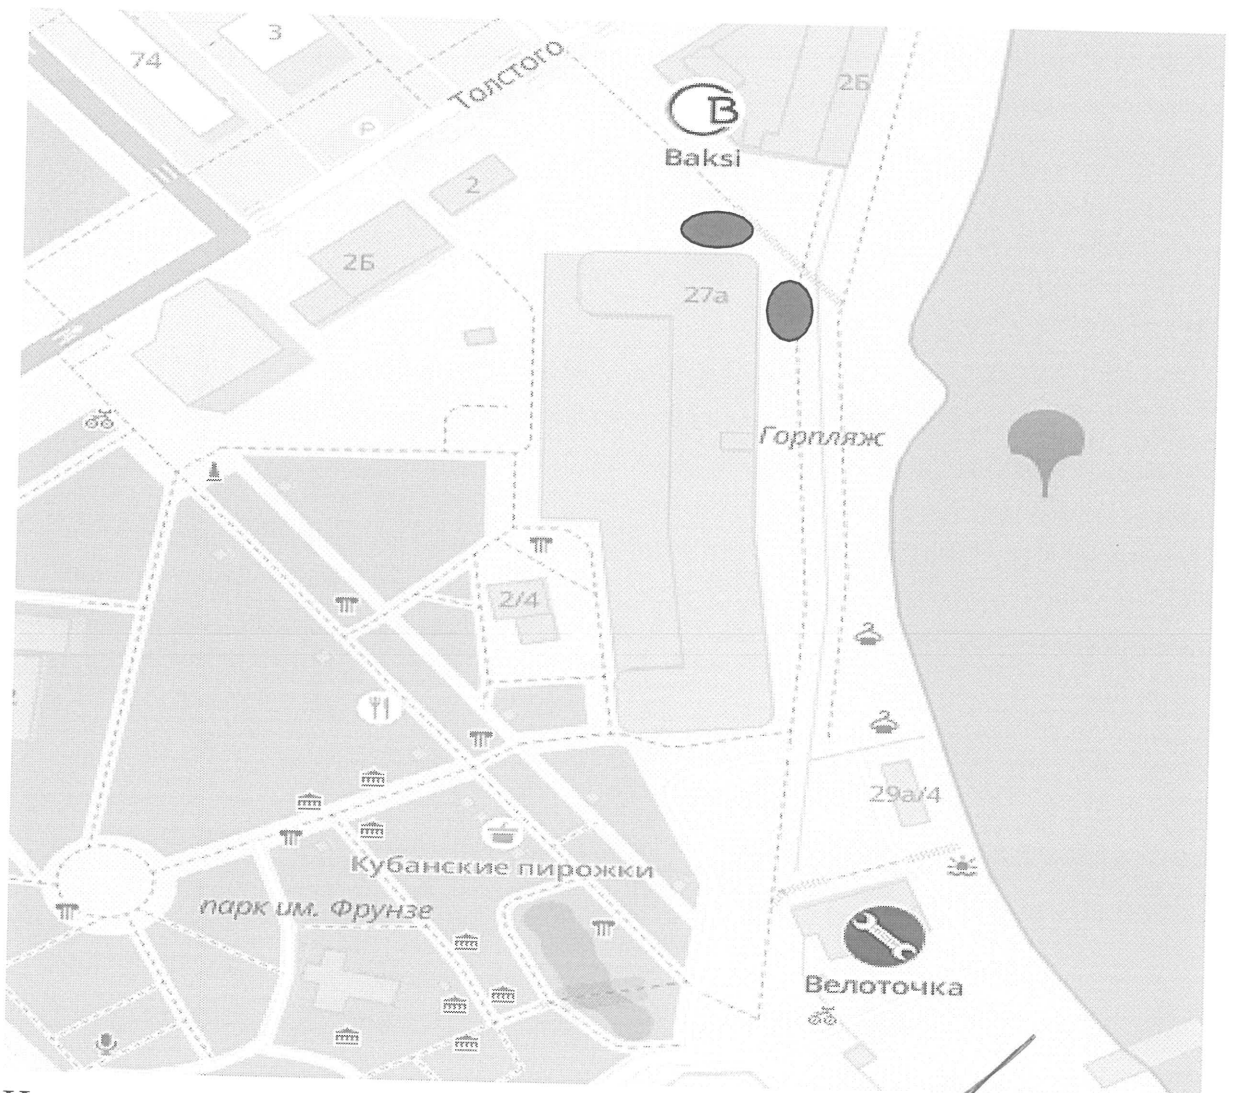 3
74
Толстого
2Б
B
Baksi
2
2Б
27а
Горпляж
2/4
29а/4
Кубанские пирожки
парк им. Фрунзе
Велоточка